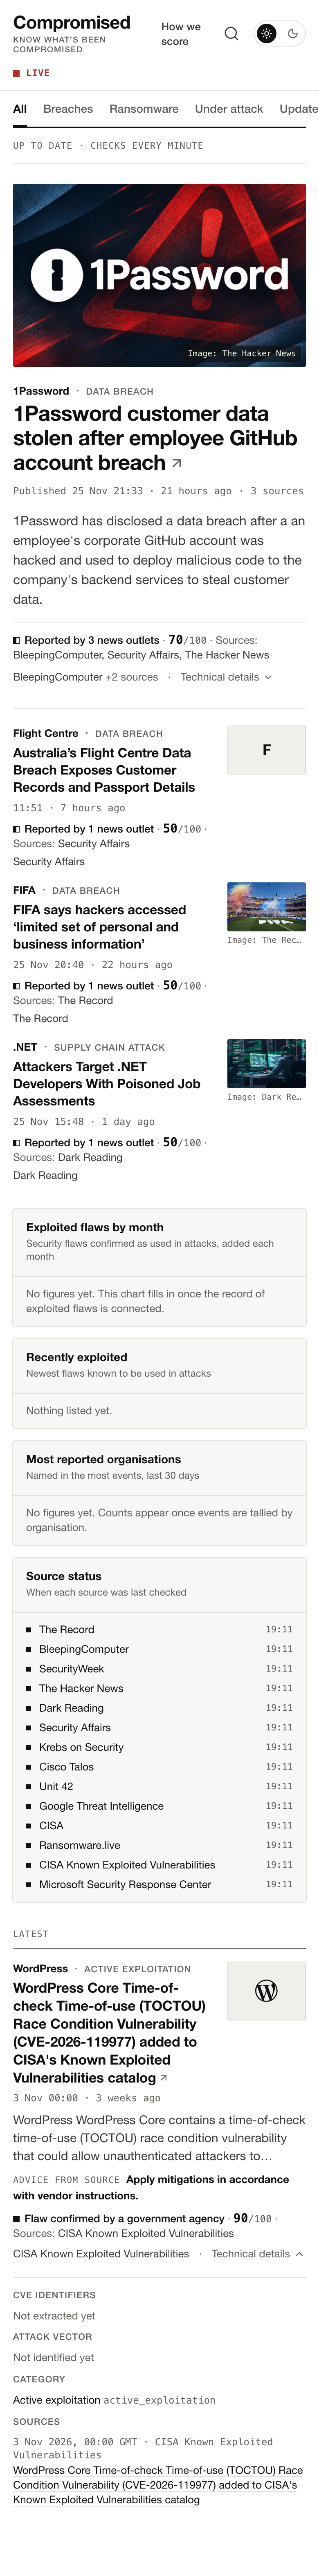 Compromised
KNOW WHAT'S BEEN
COMPROMISED
How we
score
LIVE
All Breaches Ransomware Under attack Update
UP TO DATE · CHECKS EVERY MINUTE
1Password
Image: The Hacker News
1Password · DATA BREACH
1Password customer data
stolen after employee GitHub
account breach ↗
Published 25 Nov 21:33 · 21 hours ago · 3 sources
1Password has disclosed a data breach after a an
employee's corporate GitHub account was
hacked and used to deploy malicious code to the
company's backend services to steal customer
data.
Reported by 3 news outlets · 70/100 · Sources:
BleepingComputer, Security Affairs, The Hacker News
BleepingComputer +2 sources · Technical details
Flight Centre · DATA BREACH
Australia's Flight Centre Data
Breach Exposes Customer
Records and Passport Details
F
11:51 · 7 hours ago
Reported by 1 news outlet · 50/100 ·
Sources: Security Affairs
Security Affairs
FIFA · DATA BREACH
FIFA says hackers accessed
‘limited set of personal and
business information’
Image: The Rec…
25 Nov 20:40 · 22 hours ago
Reported by 1 news outlet · 50/100 ·
Sources: The Record
The Record
.NET · SUPPLY CHAIN ATTACK
Attackers Target .NET
Developers With Poisoned Job
Assessments
Image: Dark Re…
25 Nov 15:48 · 1 day ago
Reported by 1 news outlet · 50/100 ·
Sources: Dark Reading
Dark Reading
Exploited flaws by month
Security flaws confirmed as used in attacks, added each
month
No figures yet. This chart fills in once the record of
exploited flaws is connected.
Recently exploited
Newest flaws known to be used in attacks
Nothing listed yet.
Most reported organisations
Named in the most events, last 30 days
No figures yet. Counts appear once events are tallied by
organisation.
Source status
When each source was last checked
The Record 19:11
BleepingComputer 19:11
SecurityWeek 19:11
The Hacker News 19:11
Dark Reading 19:11
Security Affairs 19:11
Krebs on Security 19:11
Cisco Talos 19:11
Unit 42 19:11
Google Threat Intelligence 19:11
CISA 19:11
Ransomware.live 19:11
CISA Known Exploited Vulnerabilities 19:11
Microsoft Security Response Center 19:11
LATEST
WordPress · ACTIVE EXPLOITATION
WordPress Core Time-of-
check Time-of-use (TOCTOU)
Race Condition Vulnerability
(CVE-2026-119977) added to
CISA's Known Exploited
Vulnerabilities catalog ↗
3 Nov 00:00 · 3 weeks ago
WordPress WordPress Core contains a time-of-check
time-of-use (TOCTOU) race condition vulnerability
that could allow unauthenticated attackers to…
ADVICE FROM SOURCE Apply mitigations in accordance
with vendor instructions.
Flaw confirmed by a government agency · 90/100 ·
Sources: CISA Known Exploited Vulnerabilities
CISA Known Exploited Vulnerabilities · Technical details
CVE IDENTIFIERS
Not extracted yet
ATTACK VECTOR
Not identified yet
CATEGORY
Active exploitation active_exploitation
SOURCES
3 Nov 2026, 00:00 GMT · CISA Known Exploited
Vulnerabilities
WordPress Core Time-of-check Time-of-use (TOCTOU) Race
Condition Vulnerability (CVE-2026-119977) added to CISA's
Known Exploited Vulnerabilities catalog